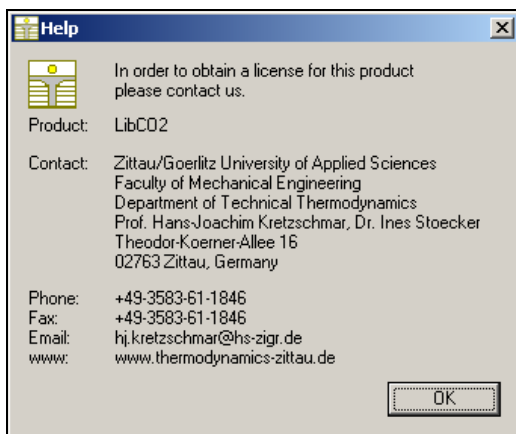 Help
In order to obtain a license for this product
please contact us.
Product: LibCO2
Contact: Zittau/Goerlitz University of Applied Sciences
Faculty of Mechanical Engineering
Department of Technical Thermodynamics
Prof. Hans-Joachim Kretzschmar, Dr. Ines Stoecker
Theodor-Koerner-Allee 16
02763 Zittau, Germany
Phone: +49-3583-61-1846
Fax: +49-3583-61-1846
Email: hj.kretzschmar@hs-zigr.de
www: www.thermodynamics-zittau.de
OK